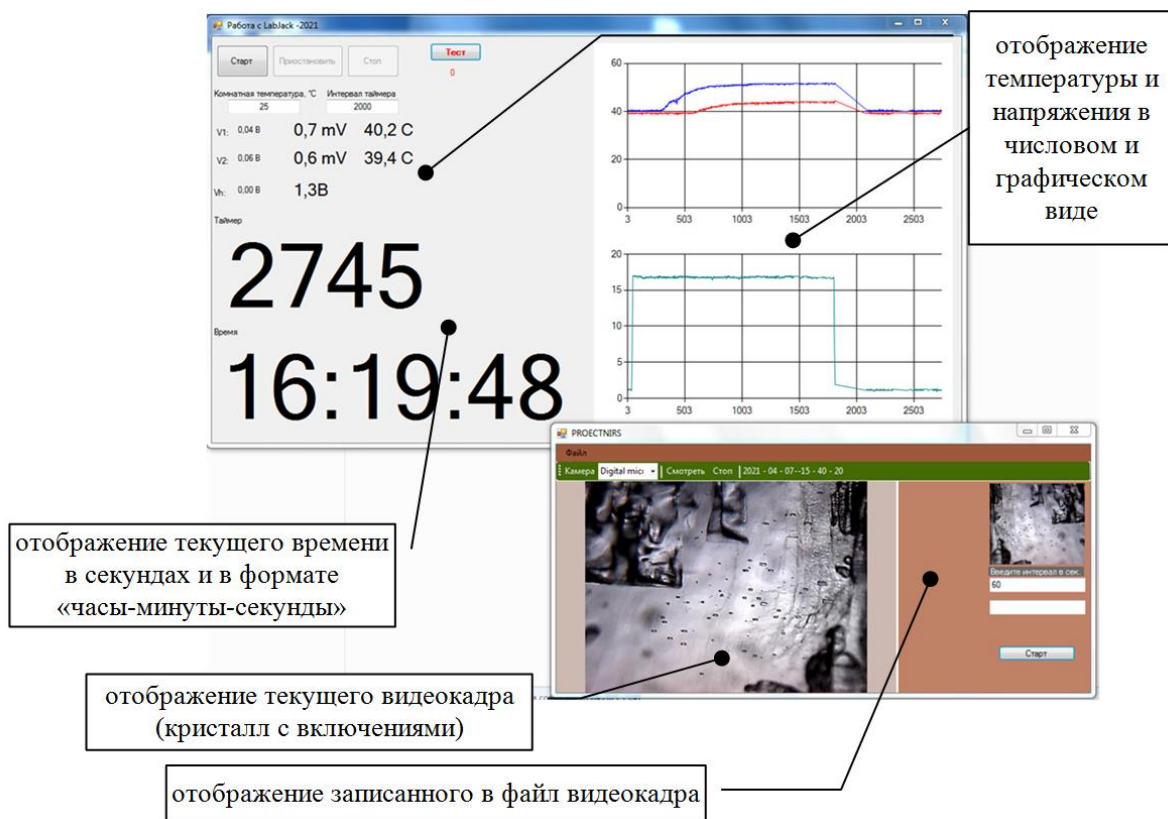 Работа с LabJack -2021
Старт Приостановить Стоп Тест
0
Комнатная температура, °C Интервал таймера
25 2000
V1: 0,04 В 0,7 mV 40,2 C
V2: 0,06 В 0,6 mV 39,4 C
Vh: 0,00 В 1,3В
Таймер
2745
Время
16:19:48
60
40
20
0
3 503 1003 1503 2003 2503
20
15
10
5
0
3 503 1003 1503 2003 2503
отображение
температуры и
напряжения в
числовом и
графическом
виде
PROECTNIRS
Файл
Камера Digital micr Смотреть Стоп 2021 - 04 - 07--15 - 40 - 20
Введите интервал в сек.
60
Старт
отображение текущего времени
в секундах и в формате
«часы-минуты-секунды»
отображение текущего видеокадра
(кристалл с включениями)
отображение записанного в файл видеокадра